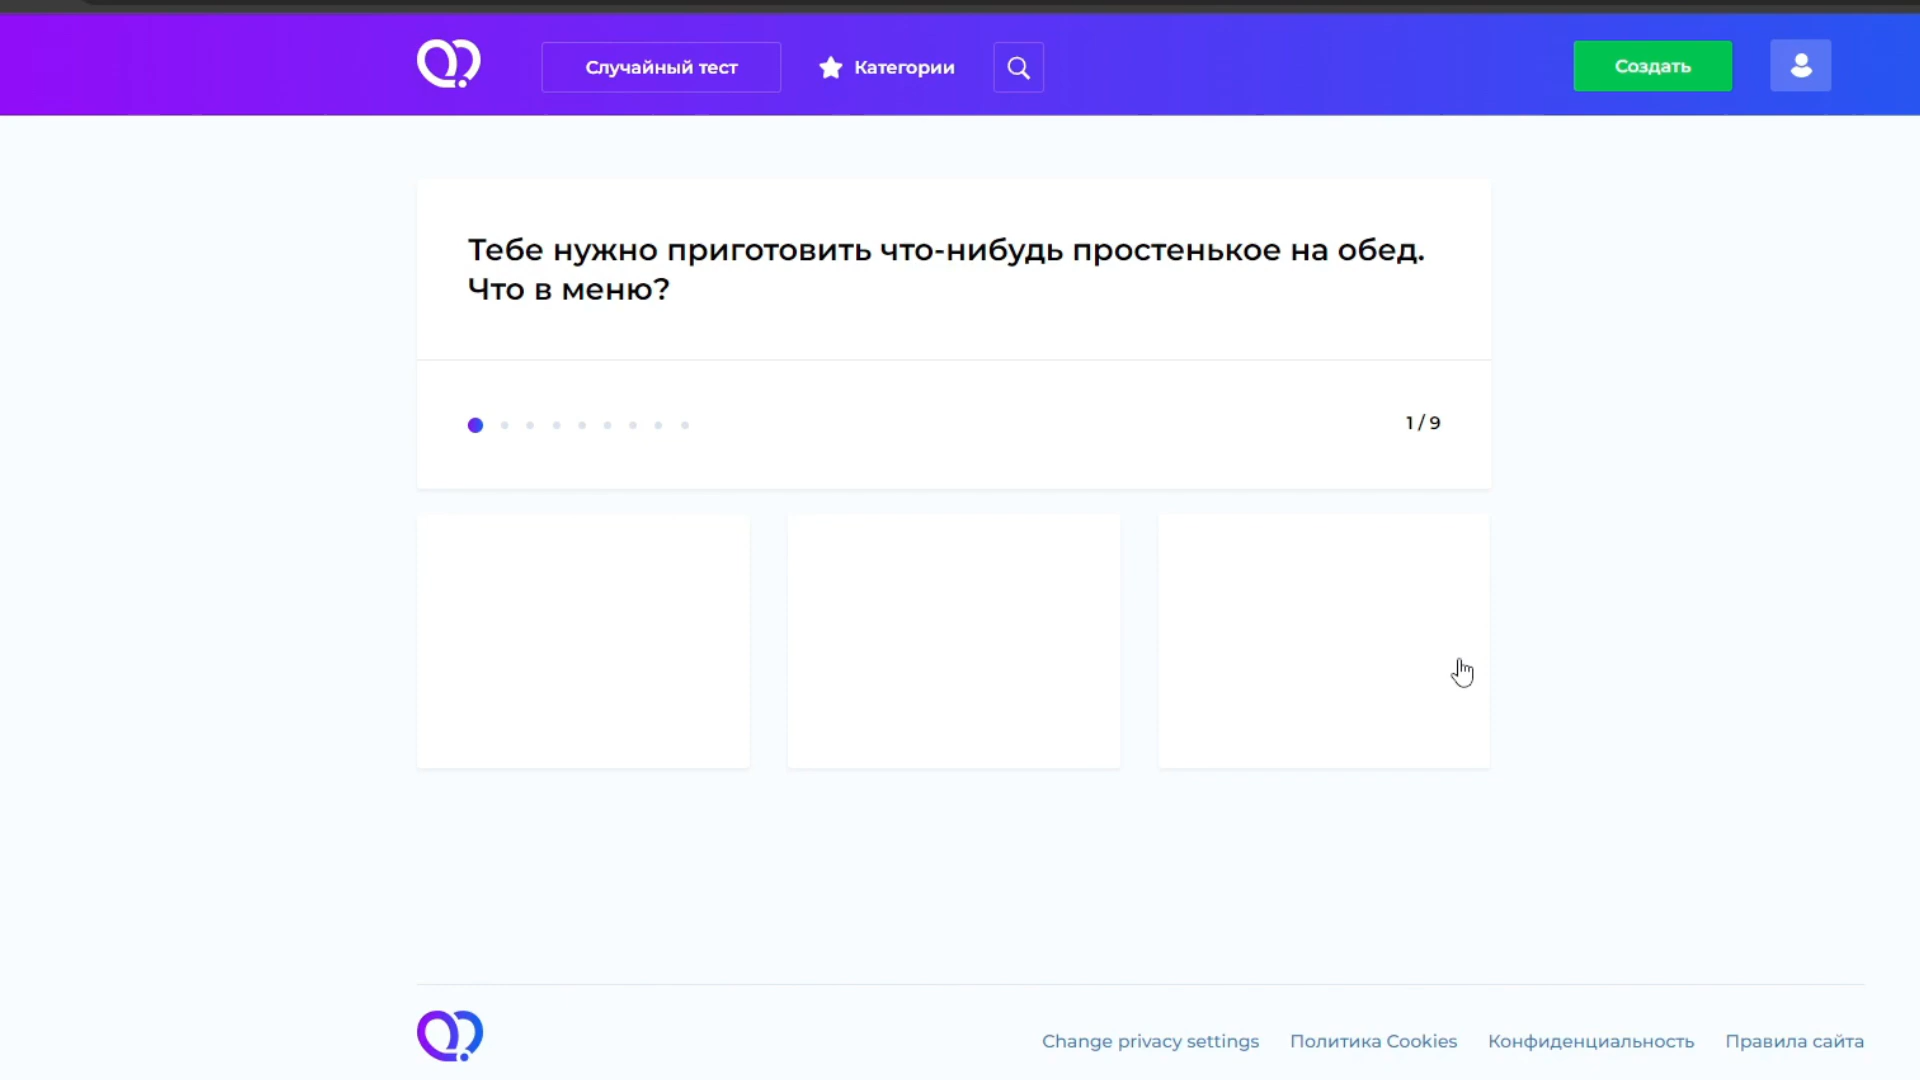 Случайный тест
Категории
Создать
Тебе нужно приготовить что-нибудь простенькое на обед.
Что в меню?
1 / 9
Change privacy settings
Политика Cookies
Конфиденциальность
Правила сайта